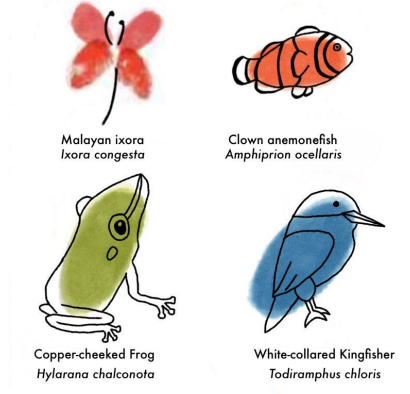 Malayan ixora
Ixora congesta
Clown anemonefish
Amphiprion ocellaris
Copper-cheeked Frog
Hylarana chalconota
White-collared Kingfisher
Todiramphus chloris